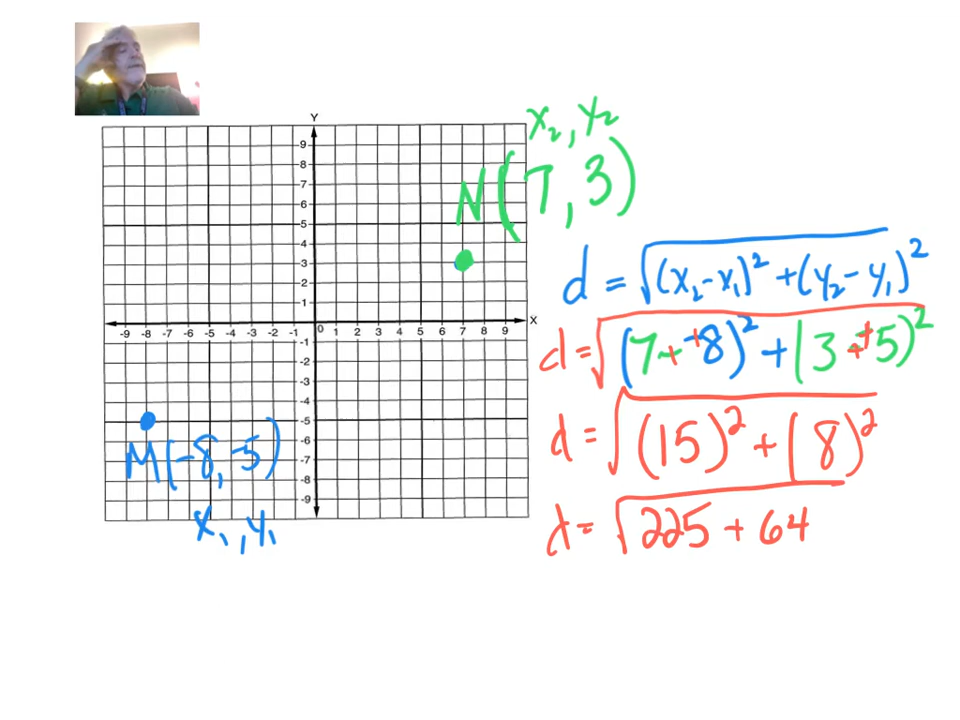 Y
X₂, Y₂
N(7, 3)
9
8
7
6
5
4
3
2
1
-9 -8 -7 -6 -5 -4 -3 -2 -1 0 1 2 3 4 5 6 7 8 9 X
-1
-2
-3
-4
-5
-6
-7
-8
-9
M(-8, -5)
X₁, Y₁
d = √(x₂-x₁)² + (y₂-y₁)²
d = √(7 + +8)² + (3 + +5)²
d = √(15)² + (8)²
d = √225 + 64